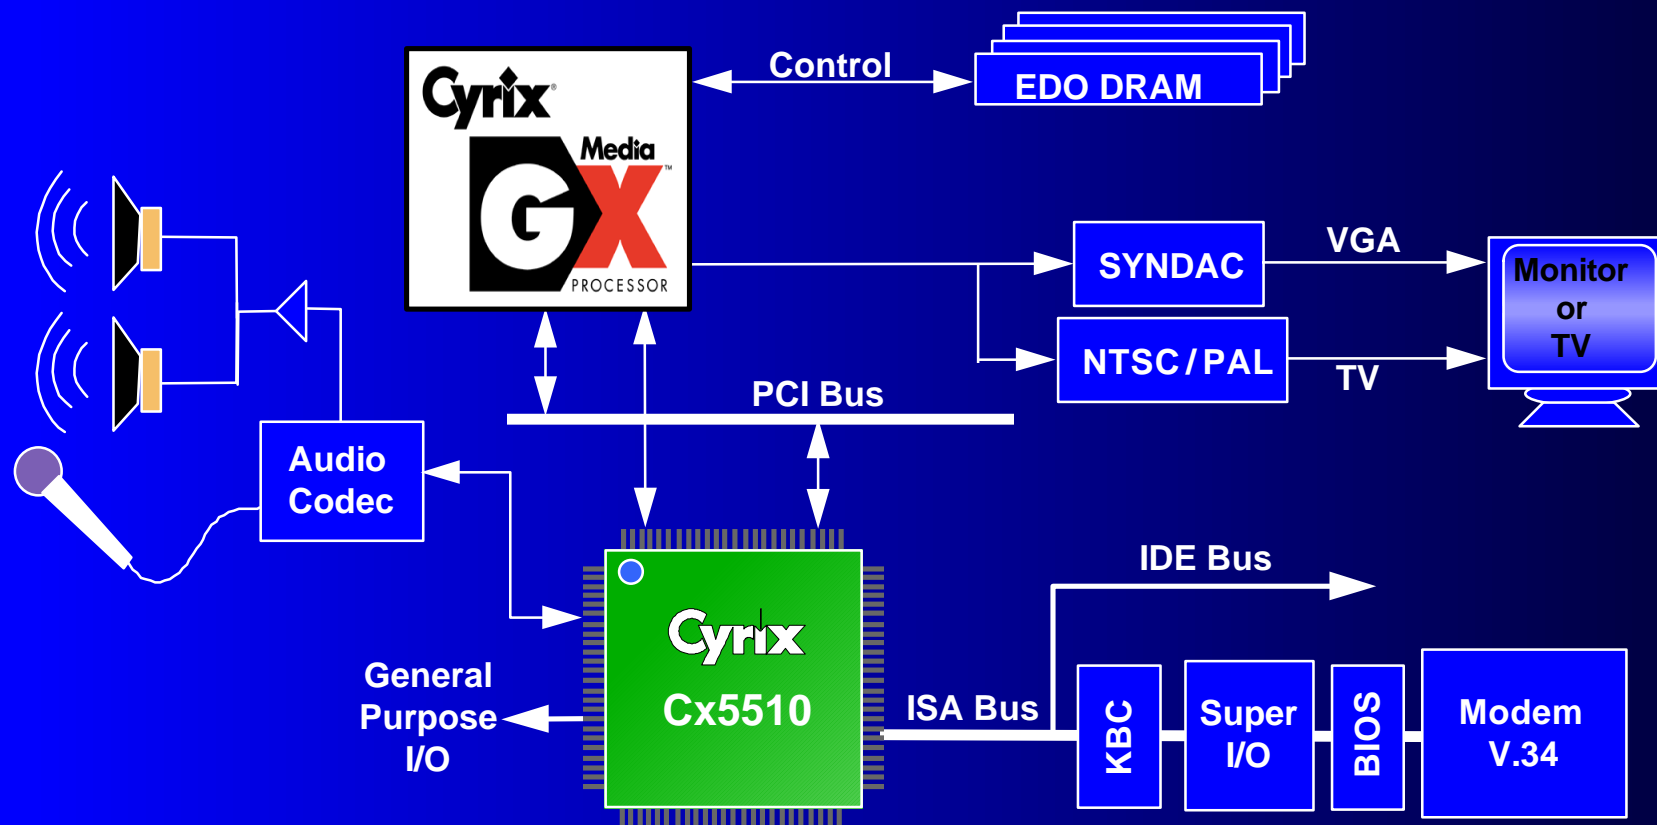 Control
EDO DRAM
Cyrix®
Media
GX™
PROCESSOR
SYNDAC
VGA
NTSC / PAL
TV
Monitor
or
TV
PCI Bus
Audio
Codec
Cyrix
Cx5510
General
Purpose
I/O
IDE Bus
ISA Bus
KBC
Super
I/O
BIOS
Modem
V.34